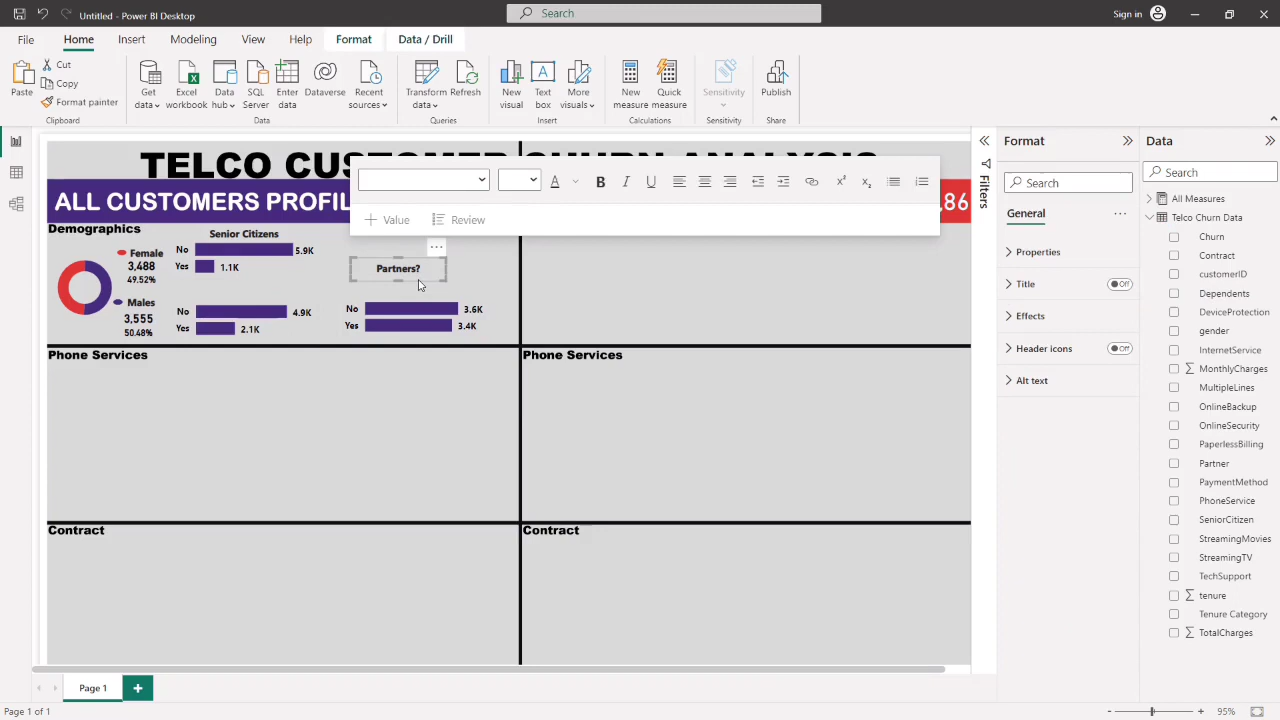 Untitled - Power BI Desktop
Search
Sign in
File
Home
Insert
Modeling
View
Help
Format
Data / Drill
Paste
Cut
Copy
Format painter
Clipboard
Get data
Excel workbook
Data hub
SQL Server
Enter data
Dataverse
Recent sources
Data
Transform data
Refresh
Queries
New visual
Text box
More visuals
Insert
New measure
Quick measure
Calculations
Sensitivity
Sensitivity
Publish
Share
TELCO CUSTOMER CHURN ANALYSIS
ALL CUSTOMERS PROFIL
,86
Value
Review
Demographics
Female
3,488
49.52%
Males
3,555
50.48%
Senior Citizens
No 5.9K
Yes 1.1K
No 4.9K
Yes 2.1K
Partners?
No 3.6K
Yes 3.4K
Phone Services
Phone Services
Contract
Contract
Filters
Format
Search
General
Properties
Title
Off
Effects
Header icons
Off
Alt text
Data
Search
All Measures
Telco Churn Data
Churn
Contract
customerID
Dependents
DeviceProtection
gender
InternetService
MonthlyCharges
MultipleLines
OnlineBackup
OnlineSecurity
PaperlessBilling
Partner
PaymentMethod
PhoneService
SeniorCitizen
StreamingMovies
StreamingTV
TechSupport
tenure
Tenure Category
TotalCharges
Page 1
Page 1 of 1
95%